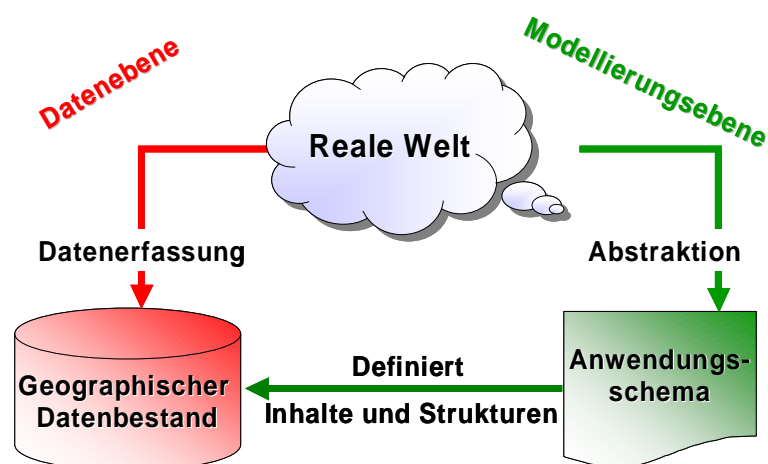 Datenebene
Modellierungsebene
Reale Welt
Datenerfassung
Abstraktion
Geographischer
Datenbestand
Definiert
Inhalte und Strukturen
Anwendungs-
schema